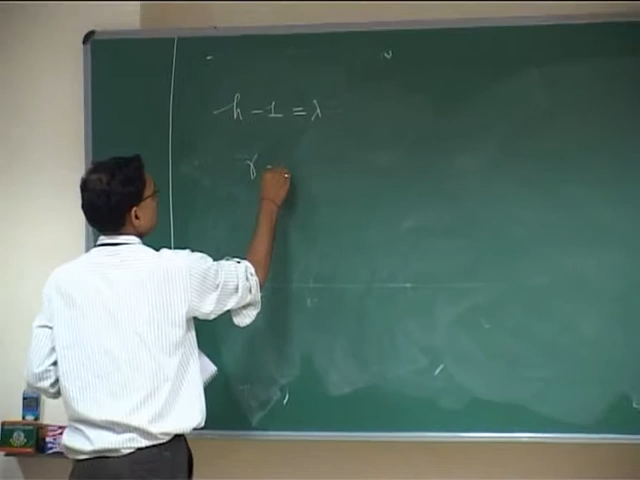 h - 1 = λ
γ -